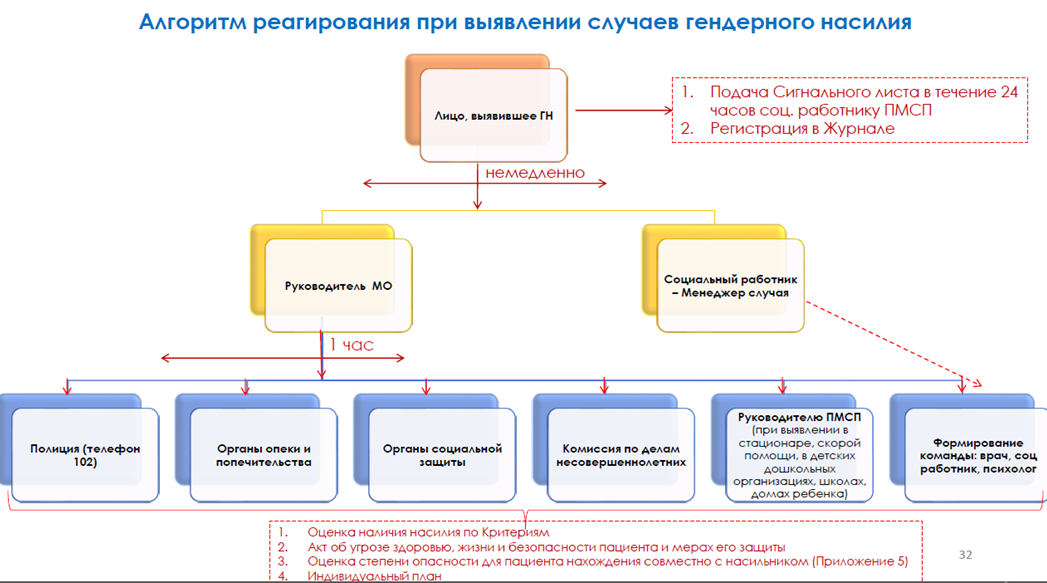 Алгоритм реагирования при выявлении случаев гендерного насилия
Лицо, выявившее ГН
1. Подача Сигнального листа в течение 24
часов соц. работнику ПМСП
2. Регистрация в Журнале
немедленно
Руководитель МО
Социальный работник
– Менеджер случая
1 час
Полиция (телефон
102)
Органы опеки и
попечительства
Органы социальной
защиты
Комиссия по делам
несовершеннолетних
Руководителю ПМСП
(при выявлении в
стационаре, скорой
помощи, в детских
дошкольных
организациях, школах,
домах ребенка)
Формирование
команды: врач, соц
работник, психолог
1. Оценка наличия насилия по Критериям
2. Акт об угрозе здоровью, жизни и безопасности пациента и мерах его защиты
3. Оценка степени опасности для пациента нахождения совместно с насильником (Приложение 5)
4. Индивидуальный план
32